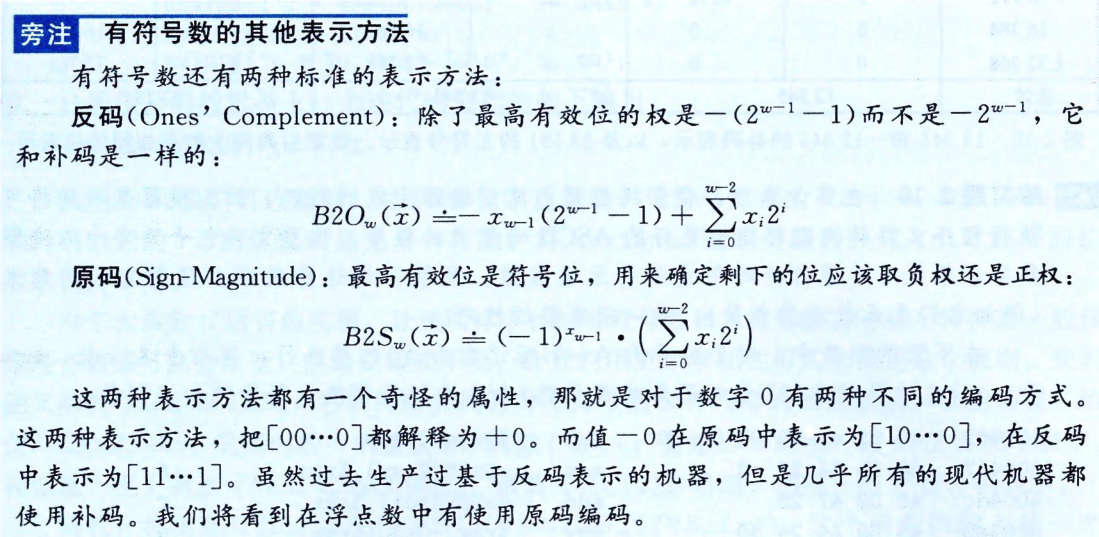 旁注 有符号数的其他表示方法
有符号数还有两种标准的表示方法：
反码(Ones’ Complement)：除了最高有效位的权是−(2^{w−1}−1)而不是−2^{w−1}，它
和补码是一样的：
B2O_w(\vec{x}) ≐ −x_{w−1}(2^{w−1}−1) + \sum_{i=0}^{w−2} x_i 2^i
原码(Sign-Magnitude)：最高有效位是符号位，用来确定剩下的位应该取负权还是正权：
B2S_w(\vec{x}) ≐ (−1)^{x_{w−1}} · (\sum_{i=0}^{w−2} x_i 2^i)
这两种表示方法都有一个奇怪的属性，那就是对于数字 0 有两种不同的编码方式。
这两种表示方法，把[00⋯0]都解释为＋0。而值−0在原码中表示为[10⋯0]，在反码
中表示为[11⋯1]。虽然过去生产过基于反码表示的机器，但是几乎所有的现代机器都
使用补码。我们将看到在浮点数中有使用原码编码。